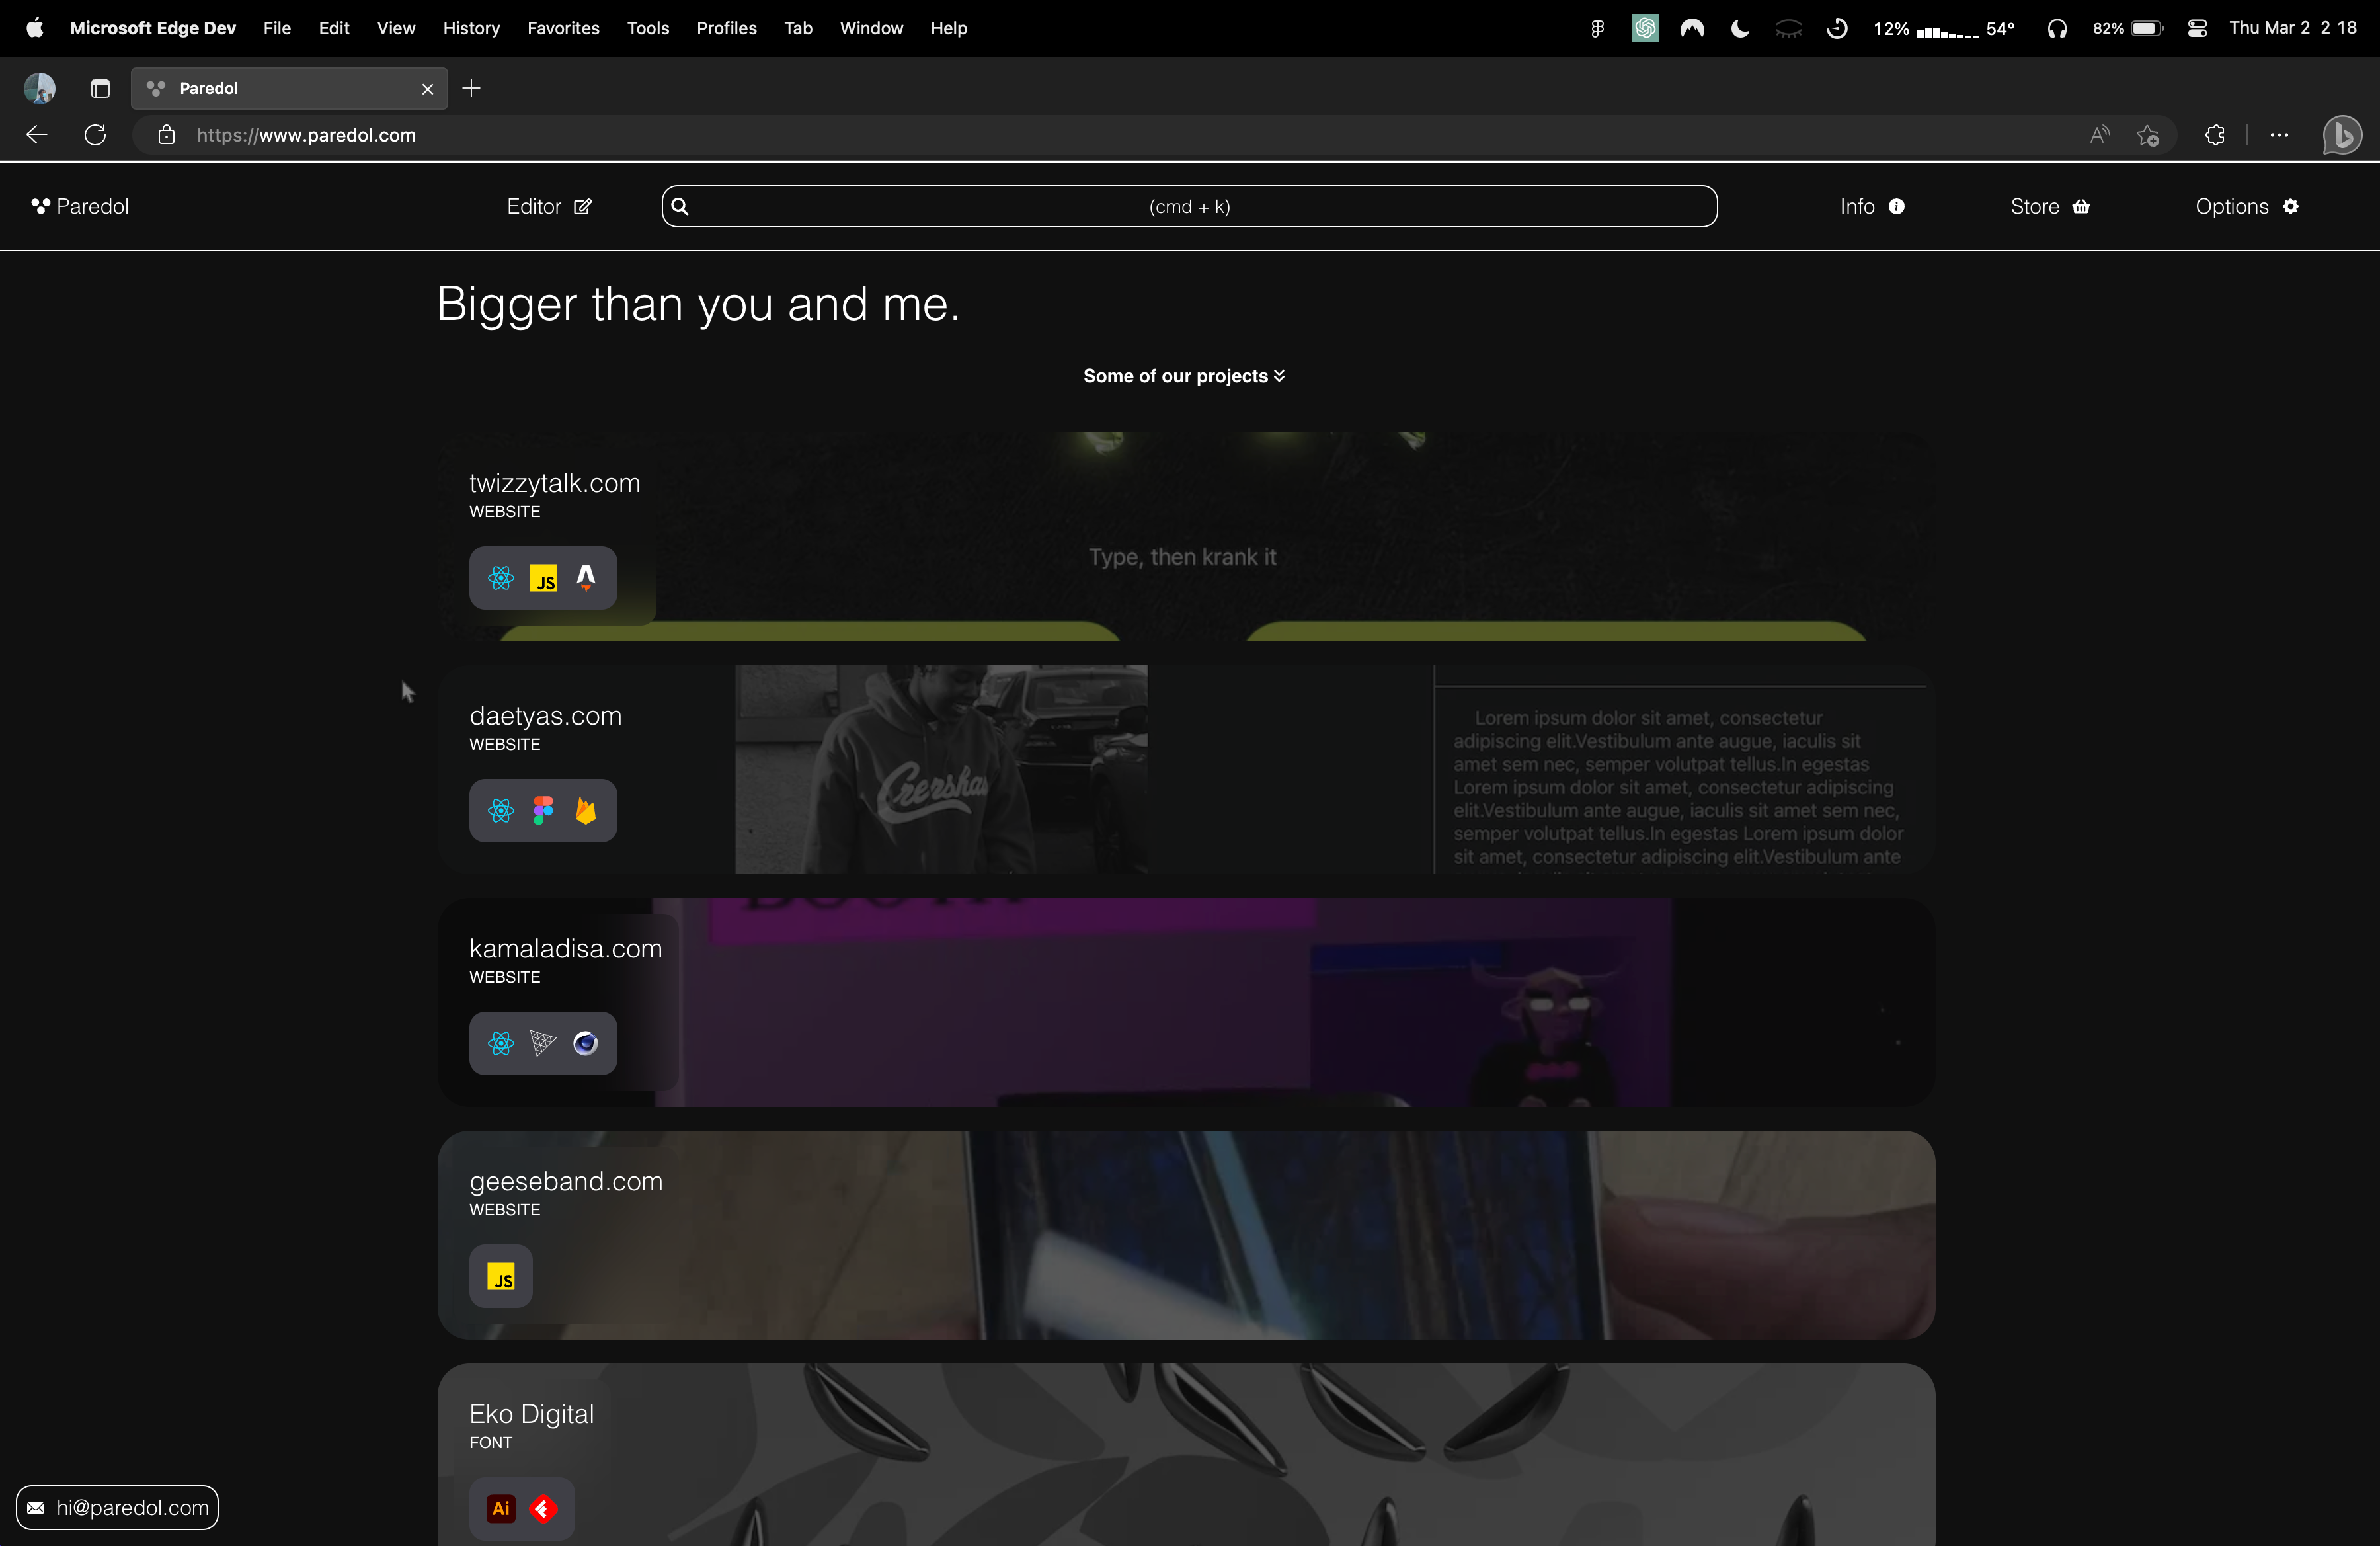 Microsoft Edge Dev File Edit View History Favorites Tools Profiles Tab Window Help 12% 54° 82% Thu Mar 2 2 18
Paredol
https://www.paredol.com
Paredol Editor (cmd + k) Info Store Options
Bigger than you and me.
Some of our projects
twizzytalk.com
WEBSITE
Type, then krank it
JS
daetyas.com
WEBSITE
Lorem ipsum dolor sit amet, consectetur
adipiscing elit.Vestibulum ante augue, iaculis sit
amet sem nec, semper volutpat tellus.In egestas
Lorem ipsum dolor sit amet, consectetur adipiscing
elit.Vestibulum ante augue, iaculis sit amet sem nec,
semper volutpat tellus.In egestas Lorem ipsum dolor
sit amet, consectetur adipiscing elit.Vestibulum ante
kamaladisa.com
WEBSITE
geeseband.com
WEBSITE
JS
Eko Digital
FONT
Ai
hi@paredol.com